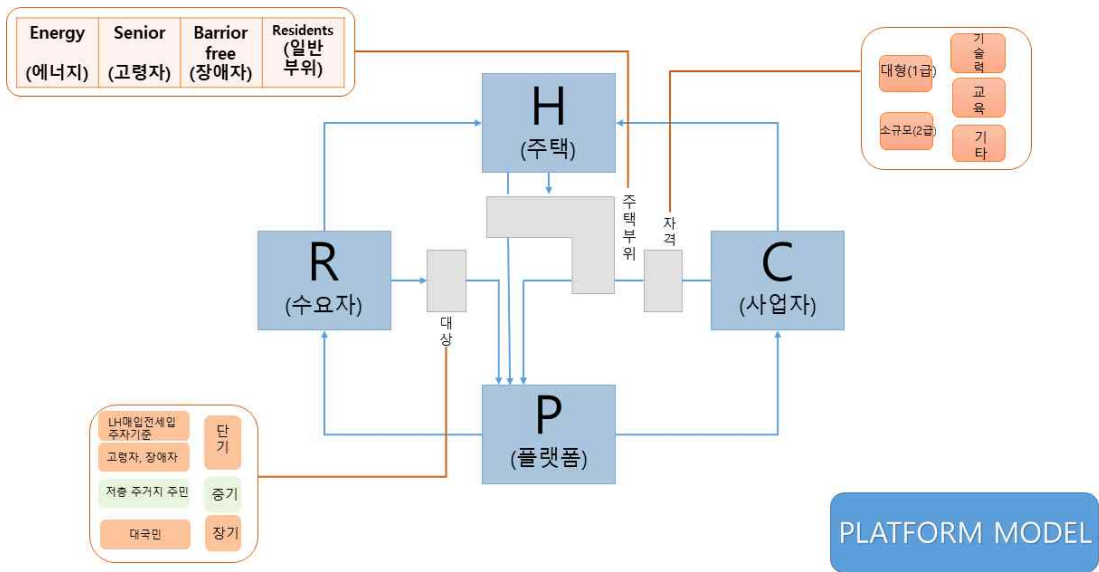 Energy
(에너지)
Senior
(고령자)
Barrior
free
(장애자)
Residents
(일반
부위)
대형(1급)
소규모(2급)
기
술
력
교
육
기
타
H
(주택)
주
택
부
위
자
격
R
(수요자)
대
상
C
(사업자)
P
(플랫폼)
LH매입전세입
주자기준
고령자, 장애자
단
기
저층 주거지 주민
중기
대국민
장기
PLATFORM MODEL